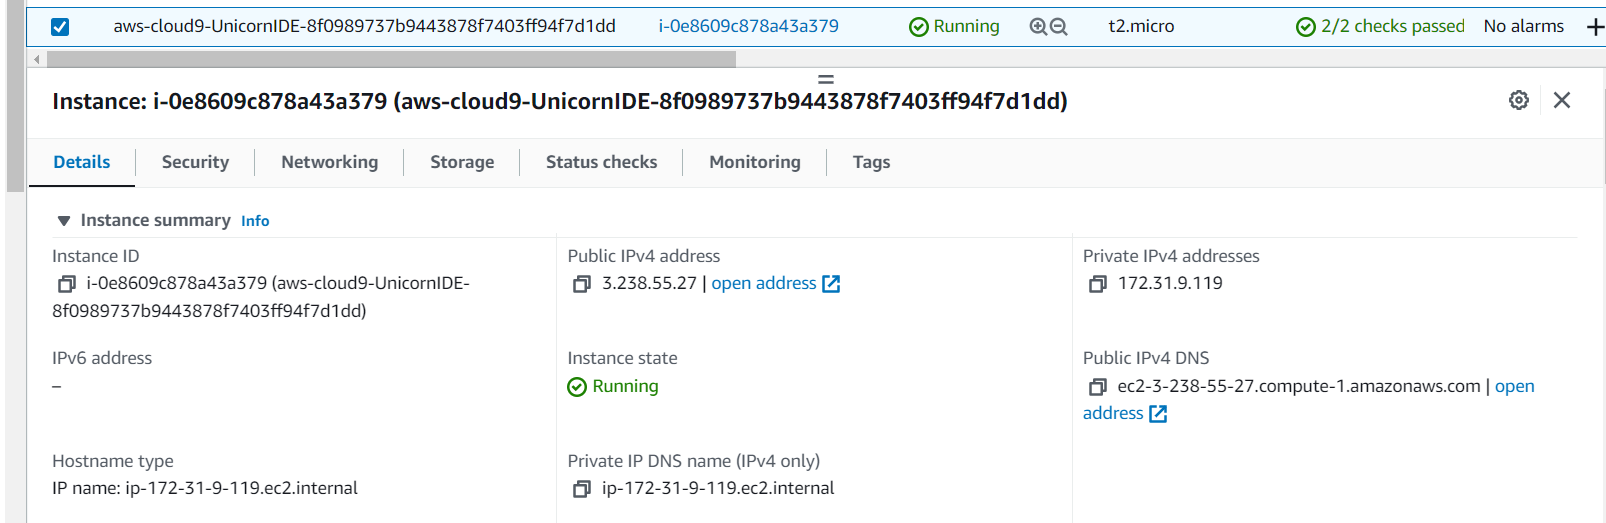 aws-cloud9-UnicornIDE-8f0989737b9443878f7403ff94f7d1dd i-0e8609c878a43a379 Running t2.micro 2/2 checks passed No alarms
Instance: i-0e8609c878a43a379 (aws-cloud9-UnicornIDE-8f0989737b9443878f7403ff94f7d1dd)
Details Security Networking Storage Status checks Monitoring Tags
Instance summary Info
Instance ID
i-0e8609c878a43a379 (aws-cloud9-UnicornIDE-
8f0989737b9443878f7403ff94f7d1dd)
Public IPv4 address
3.238.55.27 | open address
Private IPv4 addresses
172.31.9.119
IPv6 address
–
Instance state
Running
Public IPv4 DNS
ec2-3-238-55-27.compute-1.amazonaws.com | open
address
Hostname type
IP name: ip-172-31-9-119.ec2.internal
Private IP DNS name (IPv4 only)
ip-172-31-9-119.ec2.internal